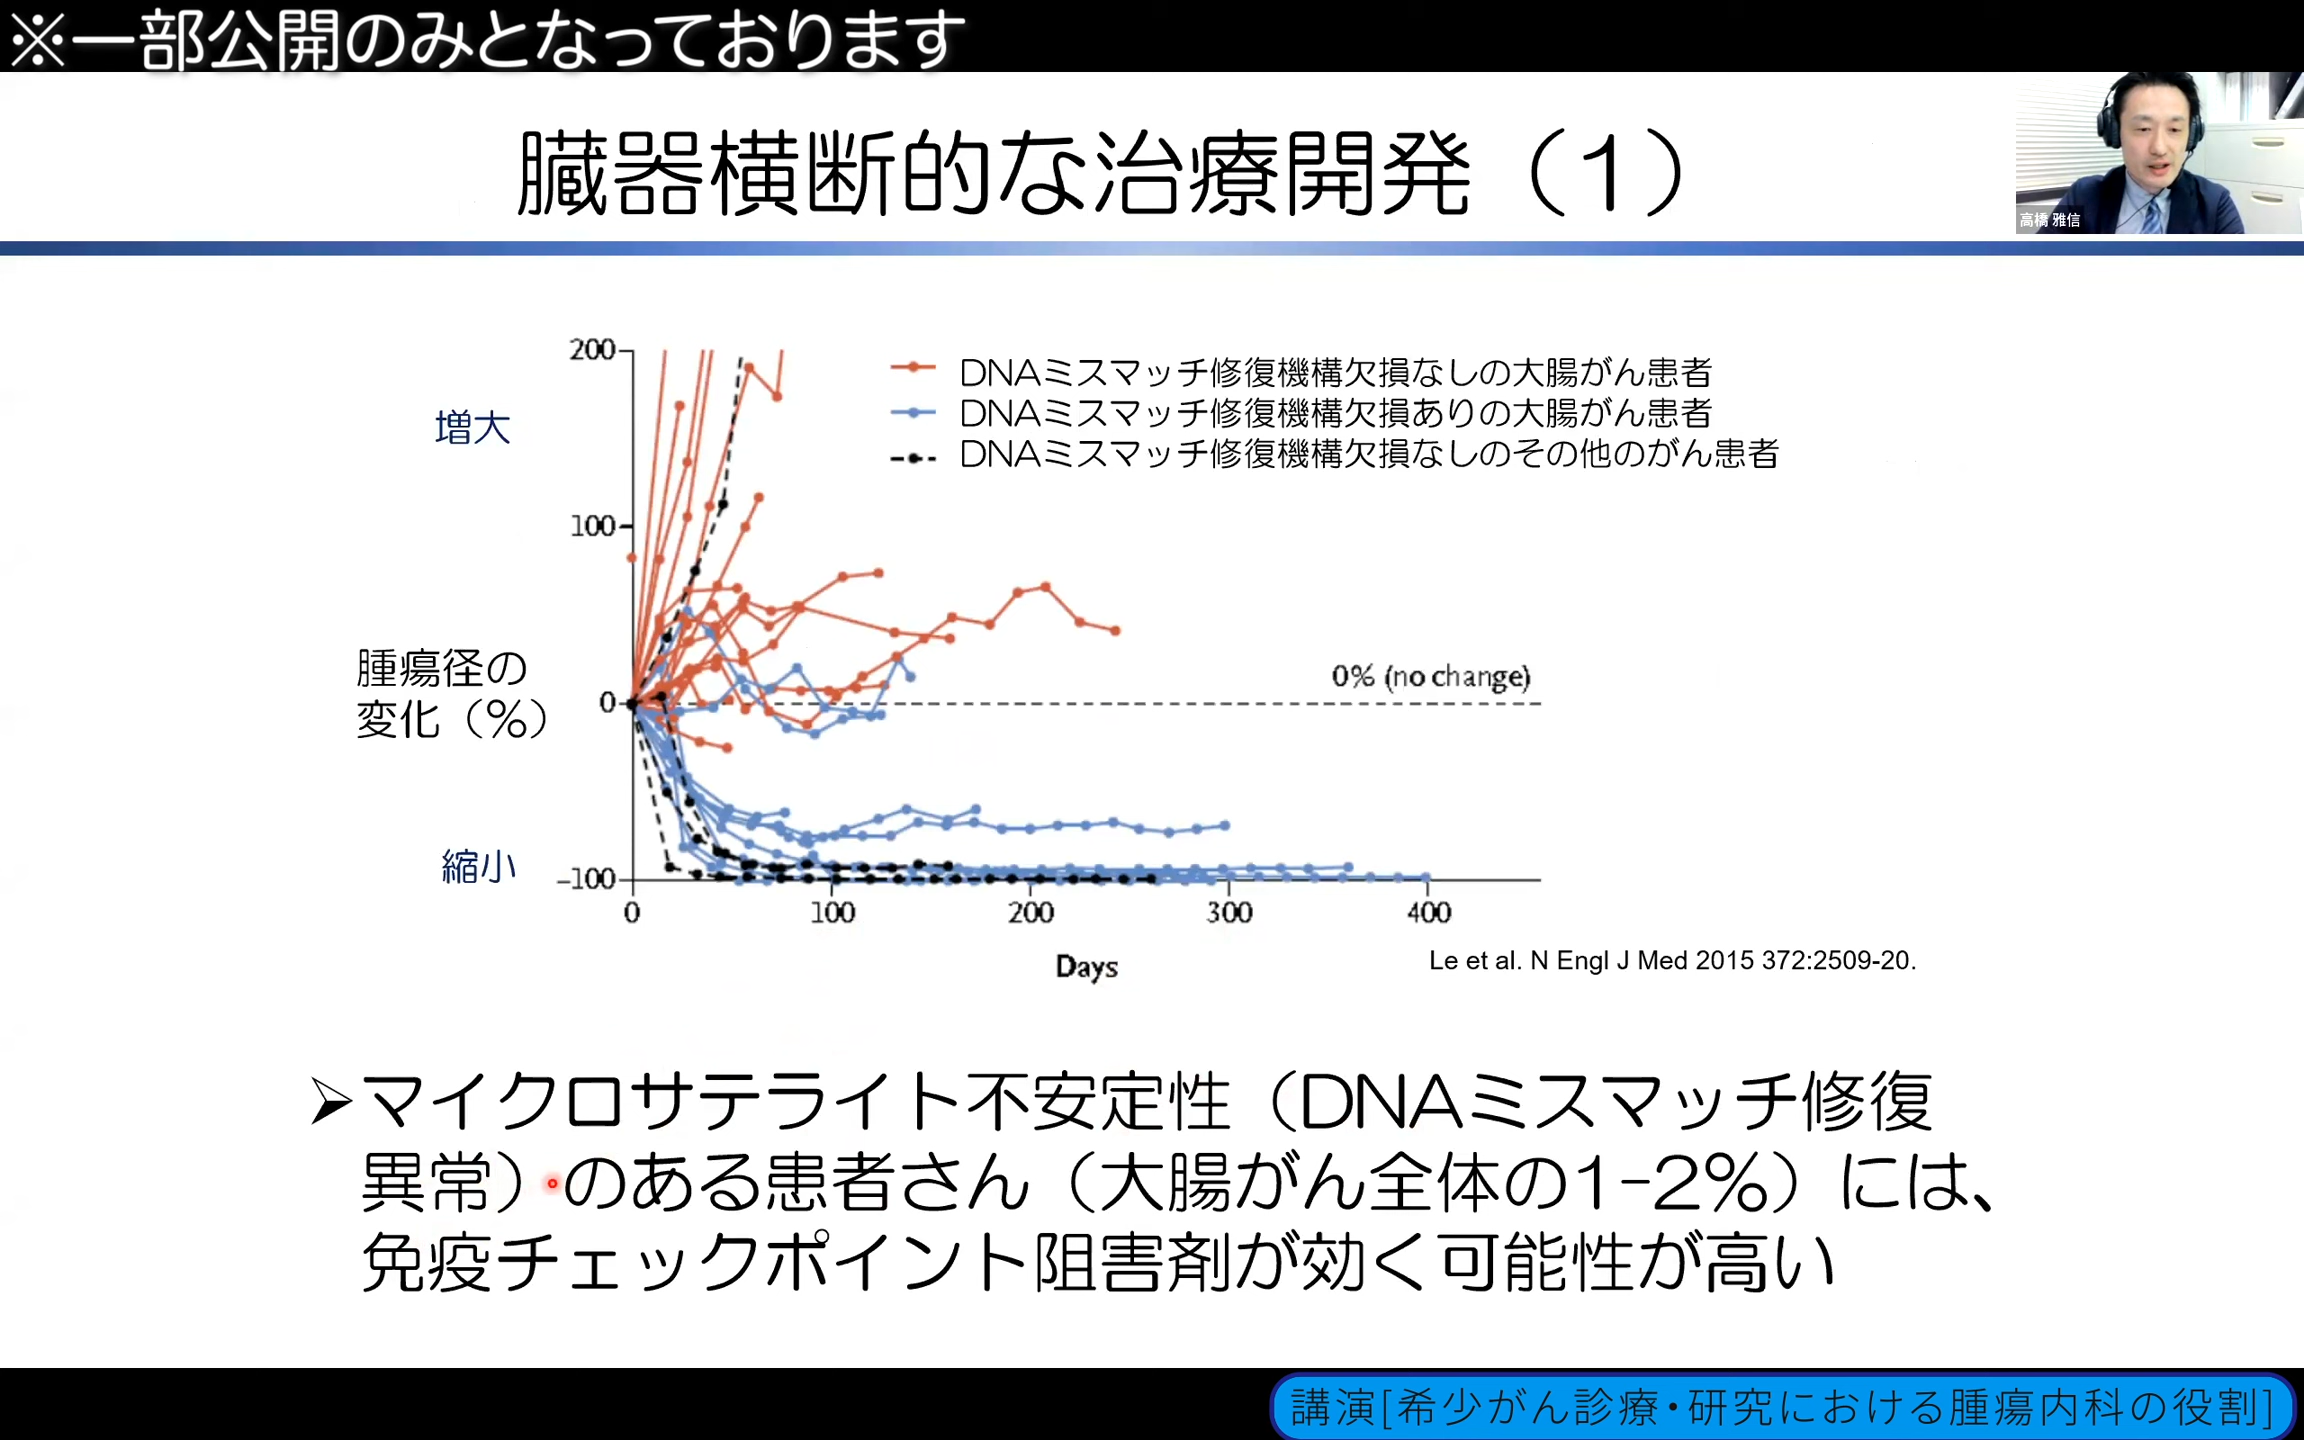 ※一部公開のみとなっております
臓器横断的な治療開発（1）
高橋 雅信
200
増大
DNAミスマッチ修復機構欠損なしの大腸がん患者
DNAミスマッチ修復機構欠損ありの大腸がん患者
DNAミスマッチ修復機構欠損なしのその他のがん患者
100
腫瘍径の
変化（%）
0
0% (no change)
縮小
-100
0 100 200 300 400
Days
Le et al. N Engl J Med 2015 372:2509-20.
➢マイクロサテライト不安定性（DNAミスマッチ修復
異常）のある患者さん（大腸がん全体の1-2%）には、
免疫チェックポイント阻害剤が効く可能性が高い
講演[希少がん診療・研究における腫瘍内科の役割]